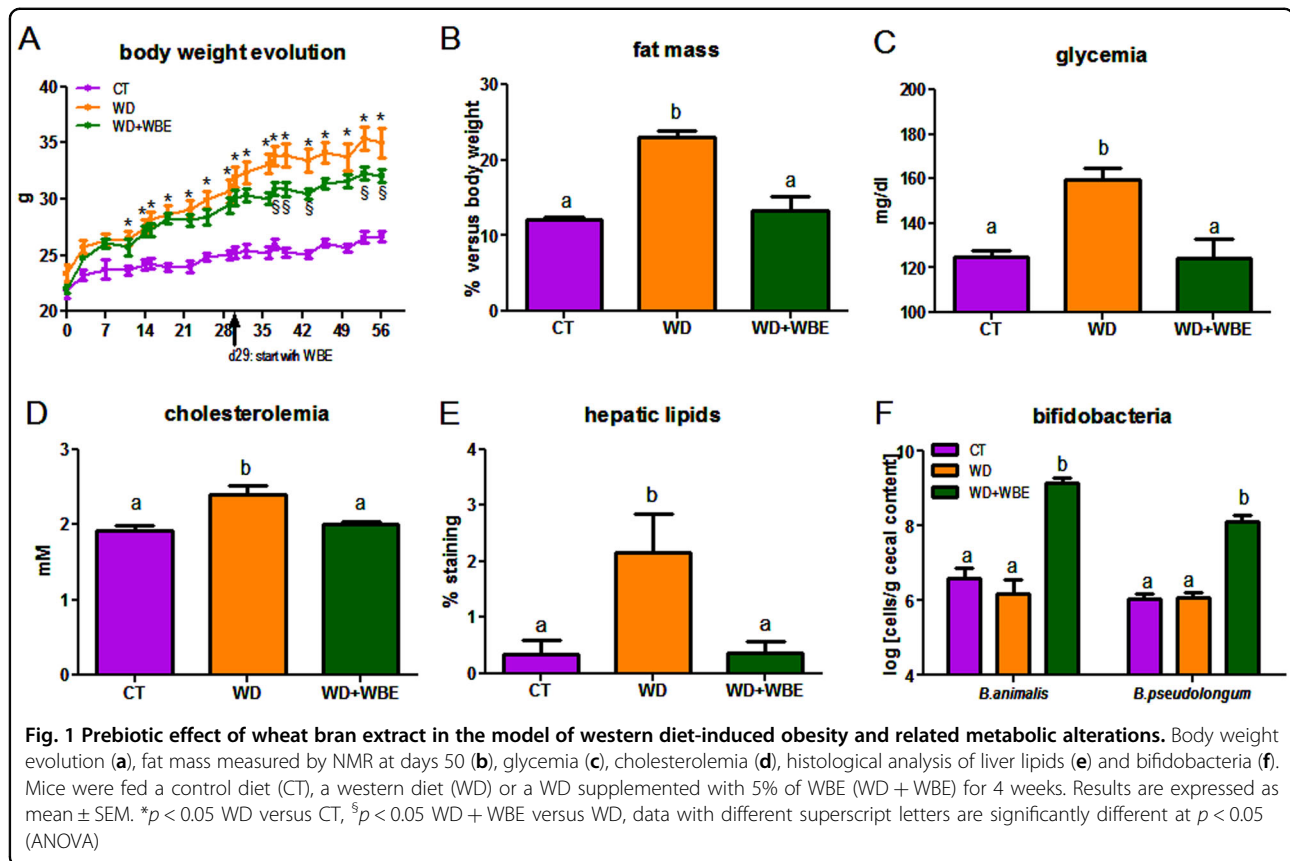 A
body weight evolution
CT
WD
WD+WBE
g
40
35
30
25
20
* * * * * * * * * * * * * * * * *
§ § § § §
0 7 14 21 28 35 42 49 56
d29: start with WBE
B
fat mass
% versus body weight
30
20
10
0
a b a
CT WD WD+WBE
C
glycemia
mg/dl
200
180
160
140
120
100
a b a
CT WD WD+WBE
D
cholesterolemia
mM
3
2
1
0
a b a
CT WD WD+WBE
E
hepatic lipids
% staining
4
3
2
1
0
a b a
CT WD WD+WBE
F
bifidobacteria
CT
WD
WD+WBE
log [cells/g cecal content]
10
8
6
4
a a b a a b
B.animalis B.pseudolongum
Fig. 1 Prebiotic effect of wheat bran extract in the model of western diet-induced obesity and related metabolic alterations. Body weight
evolution (a), fat mass measured by NMR at days 50 (b), glycemia (c), cholesterolemia (d), histological analysis of liver lipids (e) and bifidobacteria (f).
Mice were fed a control diet (CT), a western diet (WD) or a WD supplemented with 5% of WBE (WD + WBE) for 4 weeks. Results are expressed as
mean ± SEM. *p < 0.05 WD versus CT, §p < 0.05 WD + WBE versus WD, data with different superscript letters are significantly different at p < 0.05
(ANOVA)